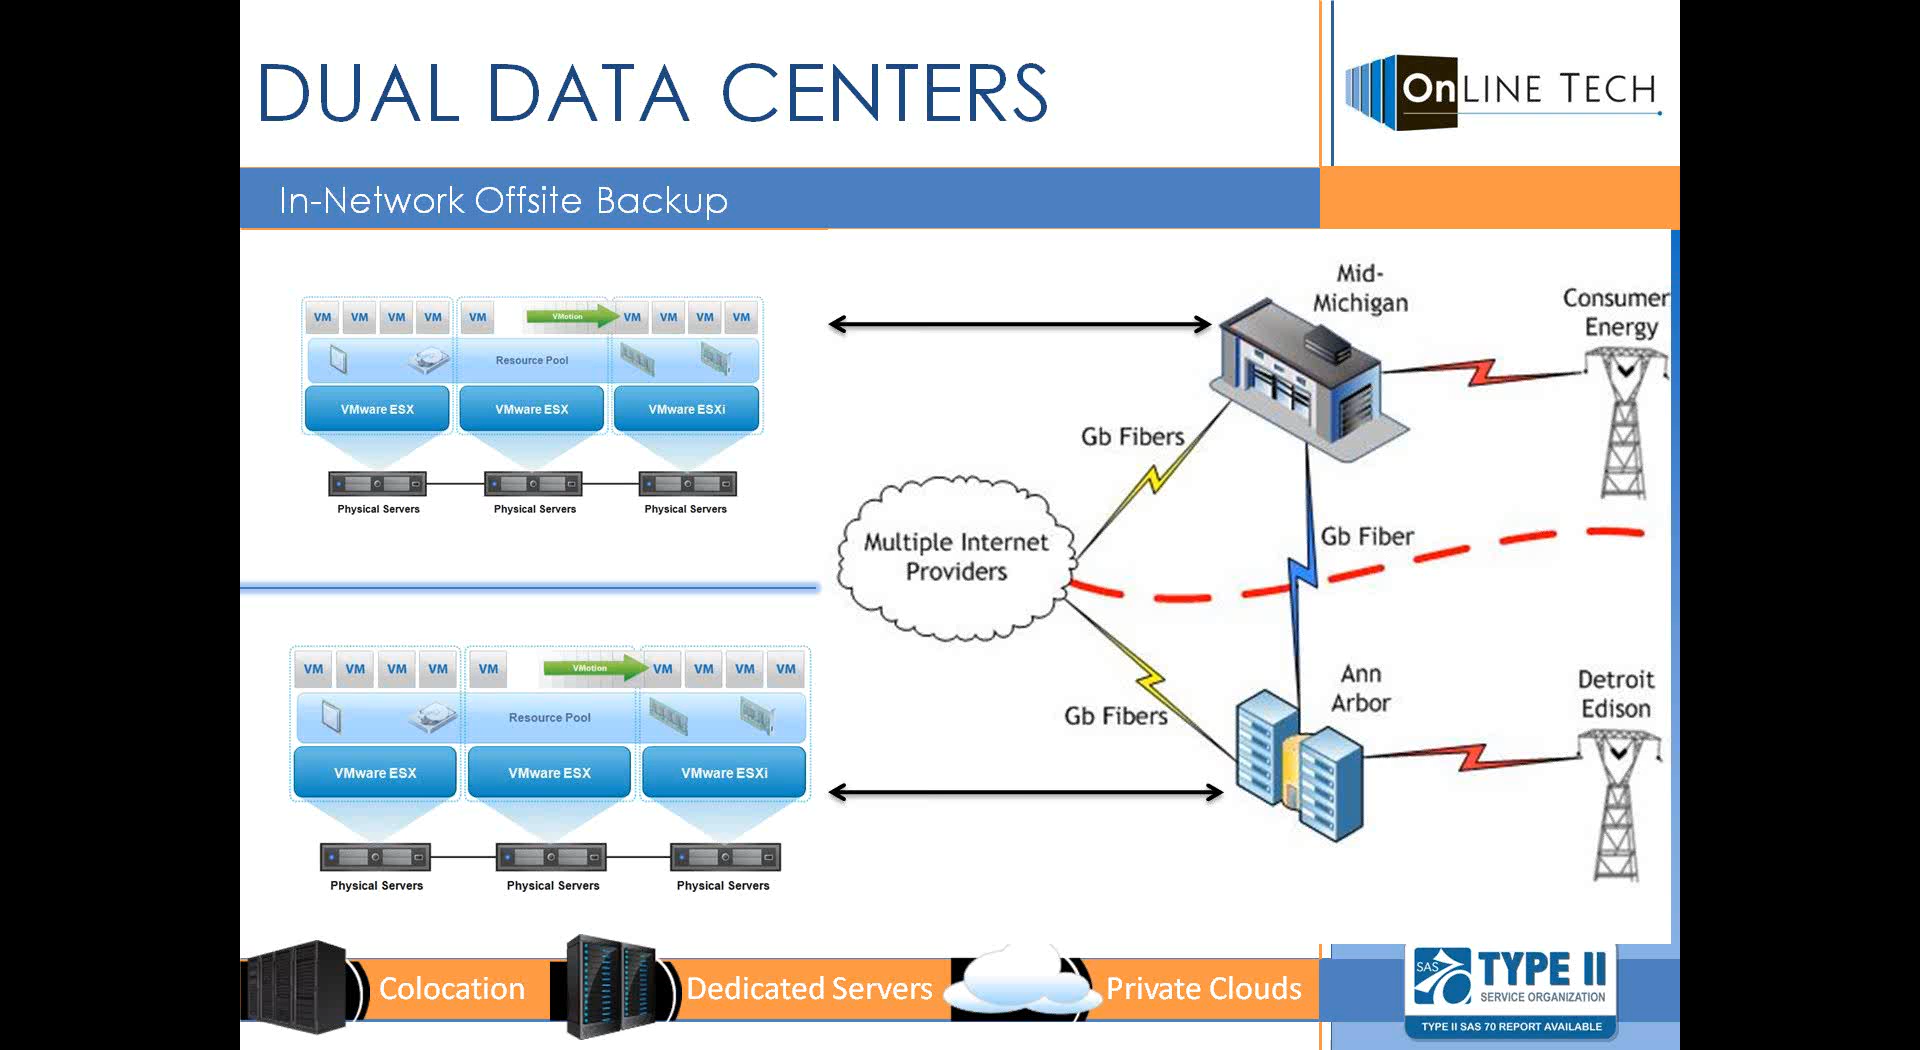 DUAL DATA CENTERS
OnLINE TECH
In-Network Offsite Backup
VM VM VM VM VM VMotion VM VM VM VM
Resource Pool
VMware ESX VMware ESX VMware ESXi
Physical Servers Physical Servers Physical Servers
VM VM VM VM VM VMotion VM VM VM VM
Resource Pool
VMware ESX VMware ESX VMware ESXi
Physical Servers Physical Servers Physical Servers
Mid-
Michigan
Consumer
Energy
Gb Fibers
Multiple Internet
Providers
Gb Fiber
Gb Fibers
Ann
Arbor
Detroit
Edison
Colocation
Dedicated Servers
Private Clouds
SAS 70
TYPE II
SERVICE ORGANIZATION
TYPE II SAS 70 REPORT AVAILABLE